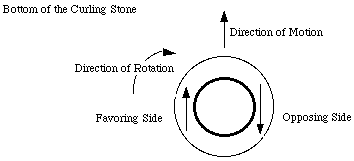 Bottom of the Curling Stone
Direction of Motion
Direction of Rotation
Favoring Side
Opposing Side